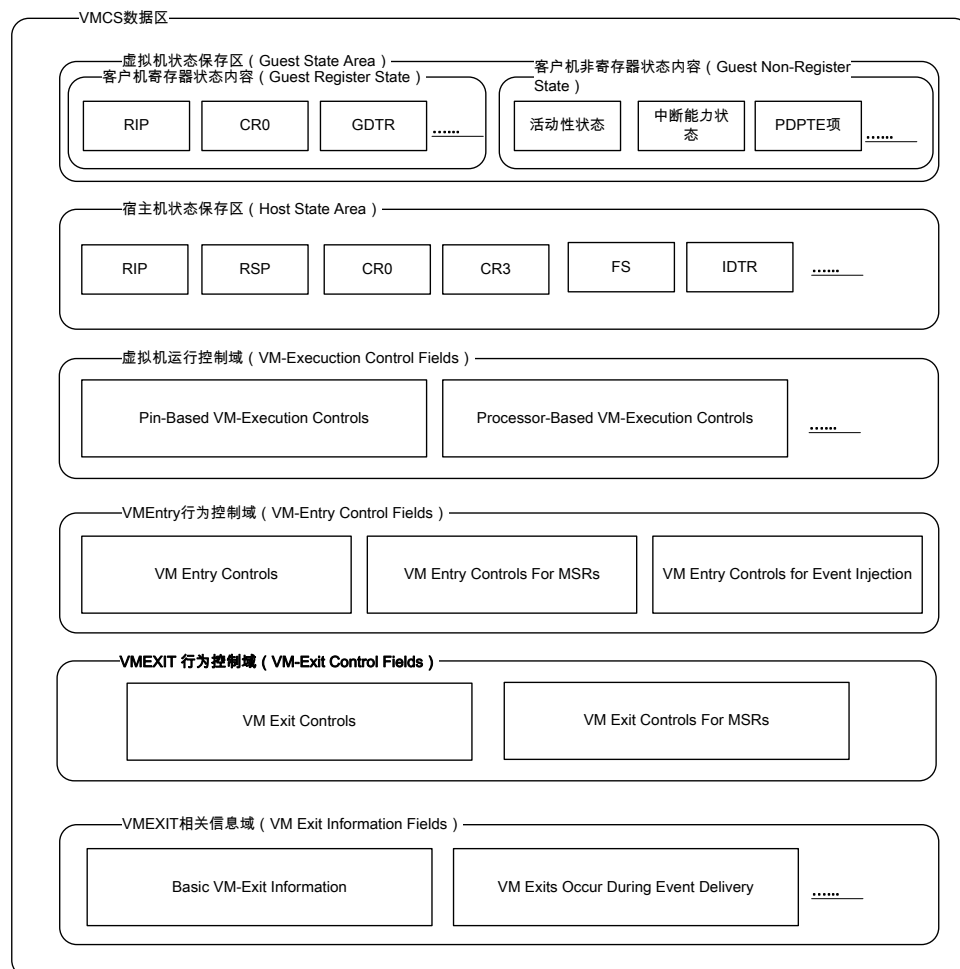 VMCS数据区
虚拟机状态保存区（Guest State Area）
客户机寄存器状态内容（Guest Register State）
RIP
CR0
GDTR
......
客户机非寄存器状态内容（Guest Non-Register
State）
活动性状态
中断能力状
态
PDPTE项
......
宿主机状态保存区（Host State Area）
RIP
RSP
CR0
CR3
FS
IDTR
......
虚拟机运行控制域（VM-Execuction Control Fields）
Pin-Based VM-Execution Controls
Processor-Based VM-Execution Controls
......
VMEntry行为控制域（VM-Entry Control Fields）
VM Entry Controls
VM Entry Controls For MSRs
VM Entry Controls for Event Injection
VMEXIT 行为控制域（VM-Exit Control Fields）
VM Exit Controls
VM Exit Controls For MSRs
VMEXIT相关信息域（VM Exit Information Fields）
Basic VM-Exit Information
VM Exits Occur During Event Delivery
......